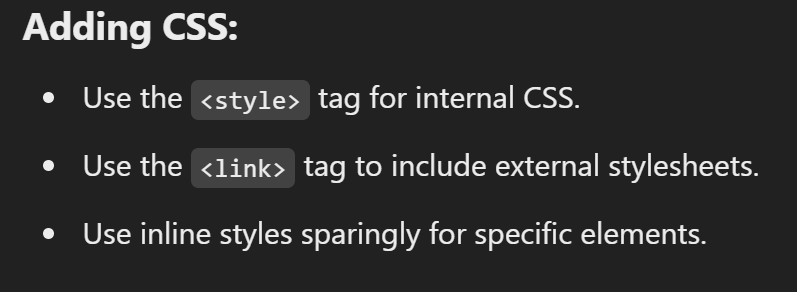 Adding CSS:
• Use the <style> tag for internal CSS.
• Use the <link> tag to include external stylesheets.
• Use inline styles sparingly for specific elements.